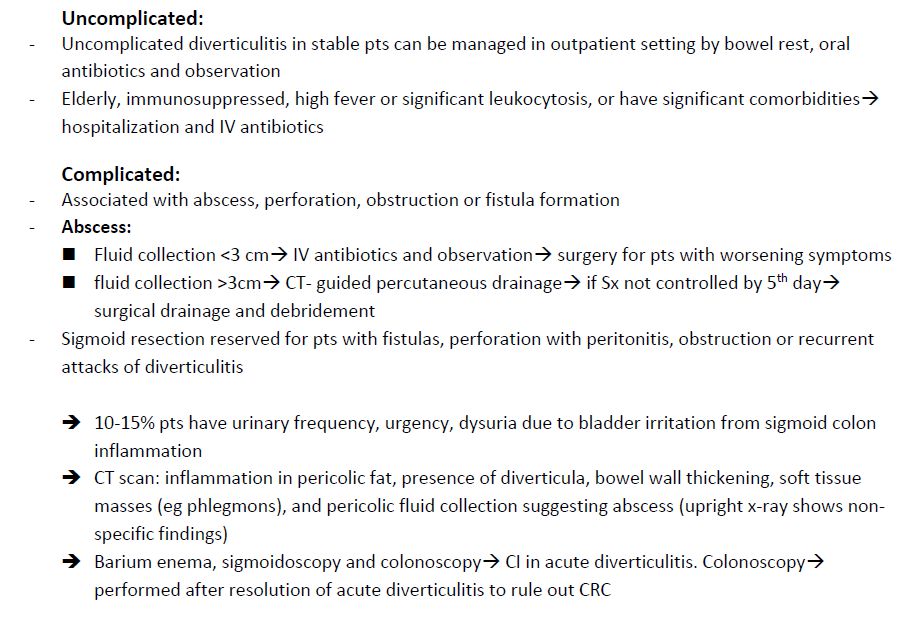 Uncomplicated:
- Uncomplicated diverticulitis in stable pts can be managed in outpatient setting by bowel rest, oral
antibiotics and observation
- Elderly, immunosuppressed, high fever or significant leukocytosis, or have significant comorbidities→
hospitalization and IV antibiotics
Complicated:
- Associated with abscess, perforation, obstruction or fistula formation
- Abscess:
■ Fluid collection <3 cm→ IV antibiotics and observation→ surgery for pts with worsening symptoms
■ fluid collection >3cm→ CT- guided percutaneous drainage→ if Sx not controlled by 5th day→
surgical drainage and debridement
- Sigmoid resection reserved for pts with fistulas, perforation with peritonitis, obstruction or recurrent
attacks of diverticulitis
➔ 10-15% pts have urinary frequency, urgency, dysuria due to bladder irritation from sigmoid colon
inflammation
➔ CT scan: inflammation in pericolic fat, presence of diverticula, bowel wall thickening, soft tissue
masses (eg phlegmons), and pericolic fluid collection suggesting abscess (upright x-ray shows non-
specific findings)
➔ Barium enema, sigmoidoscopy and colonoscopy→ CI in acute diverticulitis. Colonoscopy→
performed after resolution of acute diverticulitis to rule out CRC